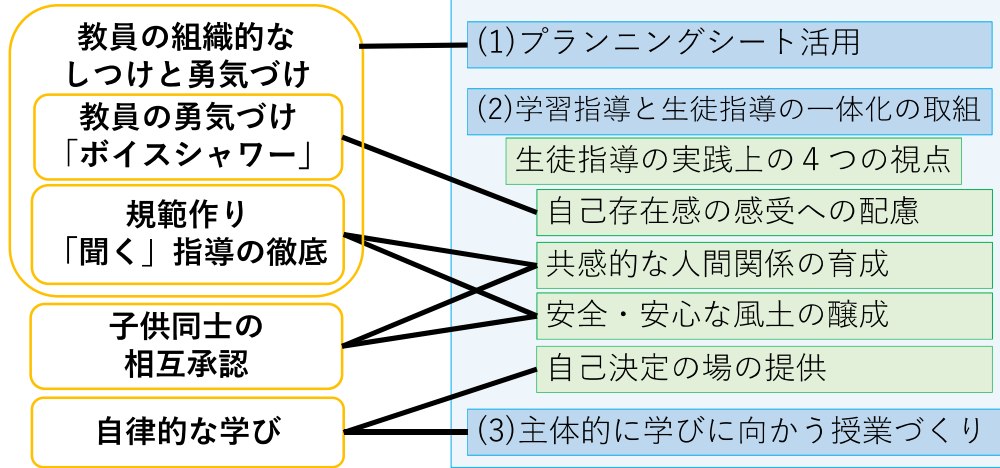 教員の組織的な
しつけと勇気づけ
教員の勇気づけ
「ボイスシャワー」
規範作り
「聞く」指導の徹底
子供同士の
相互承認
自律的な学び
(1)プランニングシート活用
(2)学習指導と生徒指導の一体化の取組
生徒指導の実践上の4つの視点
自己存在感の感受への配慮
共感的な人間関係の育成
安全・安心な風土の醸成
自己決定の場の提供
(3)主体的に学びに向かう授業づくり